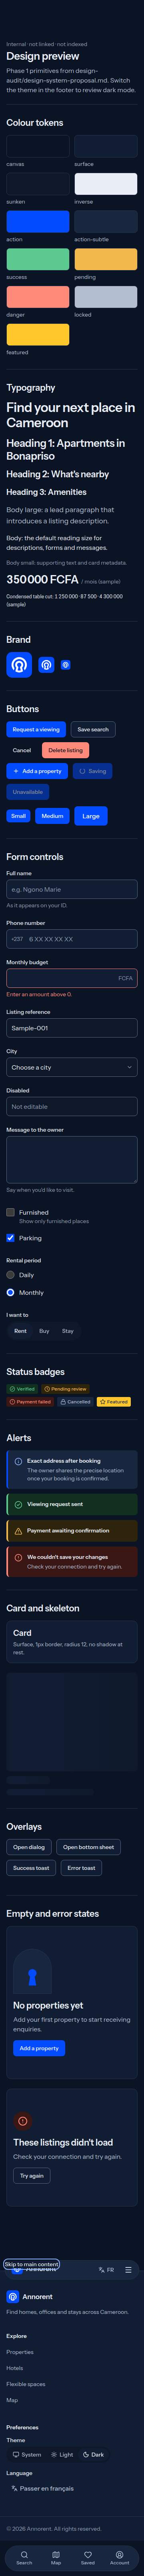 Internal · not linked · not indexed
Design preview
Phase 1 primitives from design-
audit/design-system-proposal.md. Switch
the theme in the footer to review dark mode.
Colour tokens
canvas
surface
sunken
inverse
action
action-subtle
success
pending
danger
locked
featured
Typography
Find your next place in
Cameroon
Heading 1: Apartments in
Bonapriso
Heading 2: What's nearby
Heading 3: Amenities
Body large: a lead paragraph that
introduces a listing description.
Body: the default reading size for
descriptions, forms and messages.
Body small: supporting text and card metadata.
350 000 FCFA / mois (sample)
Condensed table cut: 1 250 000 · 87 500 · 4 300 000
(sample)
Brand
Buttons
Request a viewing
Save search
Cancel
Delete listing
Add a property
Saving
Unavailable
Small
Medium
Large
Form controls
Full name
e.g. Ngono Marie
As it appears on your ID.
Phone number
+237 6 XX XX XX XX
Monthly budget
FCFA
Enter an amount above 0.
Listing reference
Sample-001
City
Choose a city
Disabled
Not editable
Message to the owner
Say when you'd like to visit.
Furnished
Show only furnished places
Parking
Rental period
Daily
Monthly
I want to
Rent
Buy
Stay
Status badges
Verified
Pending review
Payment failed
Cancelled
Featured
Alerts
Exact address after booking
The owner shares the precise location
once your booking is confirmed.
Viewing request sent
Payment awaiting confirmation
We couldn't save your changes
Check your connection and try again.
Card and skeleton
Card
Surface, 1px border, radius 12, no shadow at
rest.
Overlays
Open dialog
Open bottom sheet
Success toast
Error toast
Empty and error states
No properties yet
Add your first property to start receiving
enquiries.
Add a property
These listings didn't load
Check your connection and try again.
Try again
Skip to main content
FR
Annorent
Find homes, offices and stays across Cameroon.
Explore
Properties
Hotels
Flexible spaces
Map
Preferences
Theme
System
Light
Dark
Language
Passer en français
© 2026 Annorent. All rights reserved.
Search
Map
Saved
Account